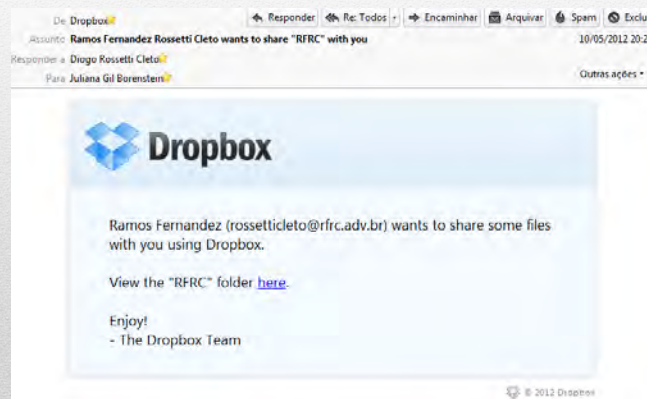 De Dropbox
Responder Re: Todos Encaminhar Arquivar Spam Exclu
Assunto Ramos Fernandez Rossetti Cleto wants to share "RFRC" with you 10/05/2012 20:2
Responder a Diogo Rossetti Cleto
Para Juliana Gil Borenstein Outras ações
Dropbox
Ramos Fernandez (rossetticleto@rfrc.adv.br) wants to share some files
with you using Dropbox.
View the "RFRC" folder here.
Enjoy!
- The Dropbox Team
© 2012 Dropbox